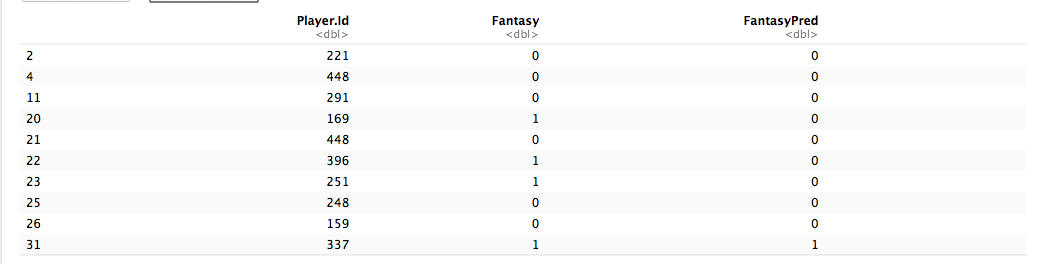 Player.Id Fantasy FantasyPred
<dbl> <dbl> <dbl>
2 221 0 0
4 448 0 0
11 291 0 0
20 169 1 0
21 448 0 0
22 396 1 0
23 251 1 0
25 248 0 0
26 159 0 0
31 337 1 1